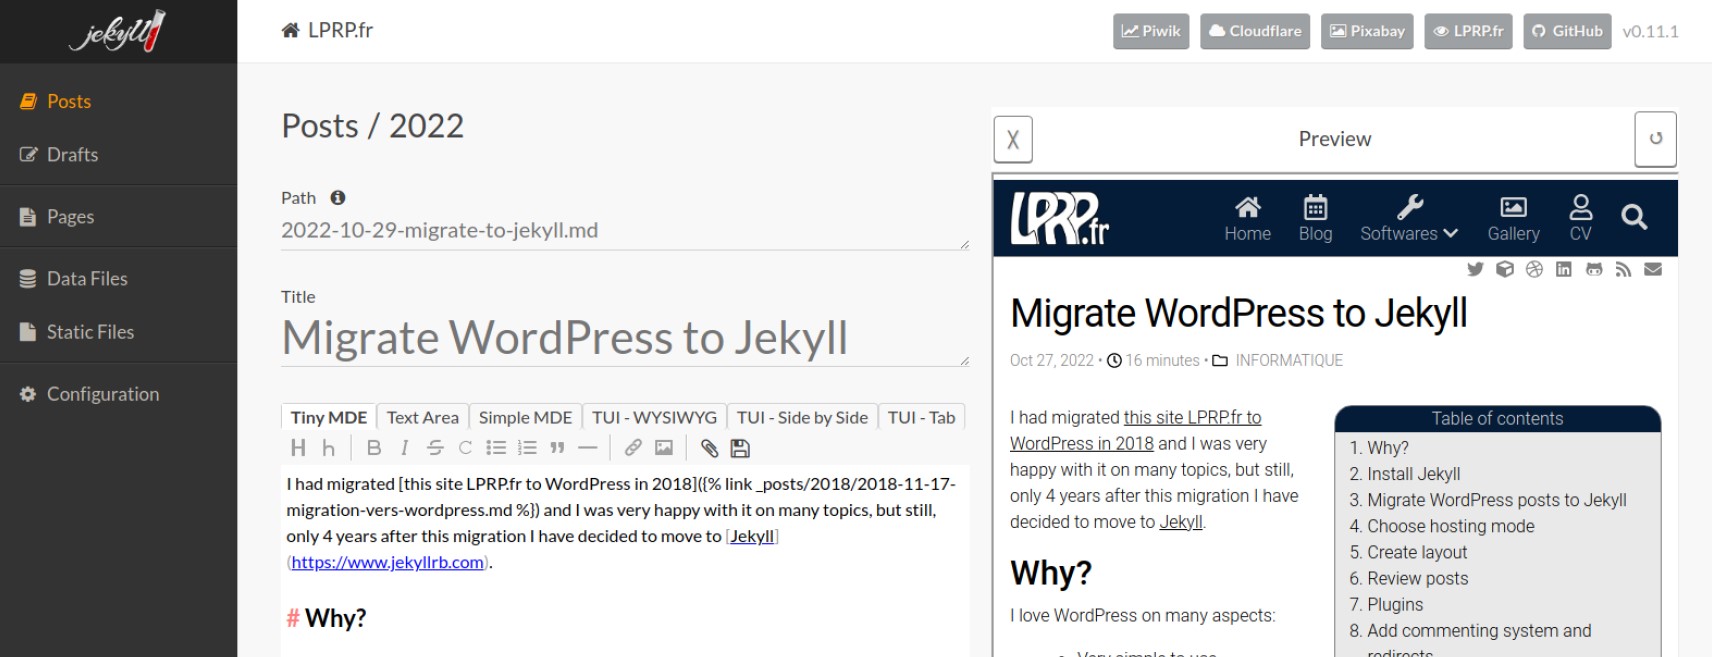 jekyll
LPRP.fr
Piwik
Cloudflare
Pixabay
LPRP.fr
GitHub
v0.11.1
Posts
Drafts
Pages
Data Files
Static Files
Configuration
Posts / 2022
Path
2022-10-29-migrate-to-jekyll.md
Title
Migrate WordPress to Jekyll
Tiny MDE
Text Area
Simple MDE
TUI - WYSIWYG
TUI - Side by Side
TUI - Tab
H h B I S C
I had migrated [this site LPRP.fr to WordPress in 2018]({% link _posts/2018/2018-11-17-
migration-vers-wordpress.md %}) and I was very happy with it on many topics, but still,
only 4 years after this migration I have decided to move to [Jekyll]
(https://www.jekyllrb.com).
# Why?
X
Preview
LPRP.fr
Home
Blog
Softwares
Gallery
CV
Migrate WordPress to Jekyll
Oct 27, 2022 • 16 minutes • INFORMATIQUE
I had migrated this site LPRP.fr to
WordPress in 2018 and I was very
happy with it on many topics, but still,
only 4 years after this migration I have
decided to move to Jekyll.
Why?
I love WordPress on many aspects:
Very simple to use
Table of contents
1. Why?
2. Install Jekyll
3. Migrate WordPress posts to Jekyll
4. Choose hosting mode
5. Create layout
6. Review posts
7. Plugins
8. Add commenting system and
redirects